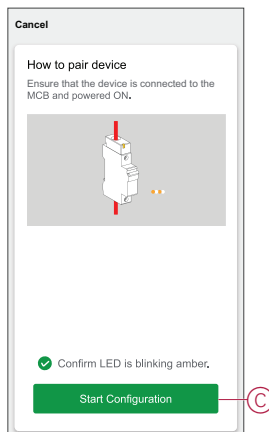 Cancel
How to pair device
Ensure that the device is connected to the
MCB and powered ON.
Confirm LED is blinking amber.
Start Configuration
C